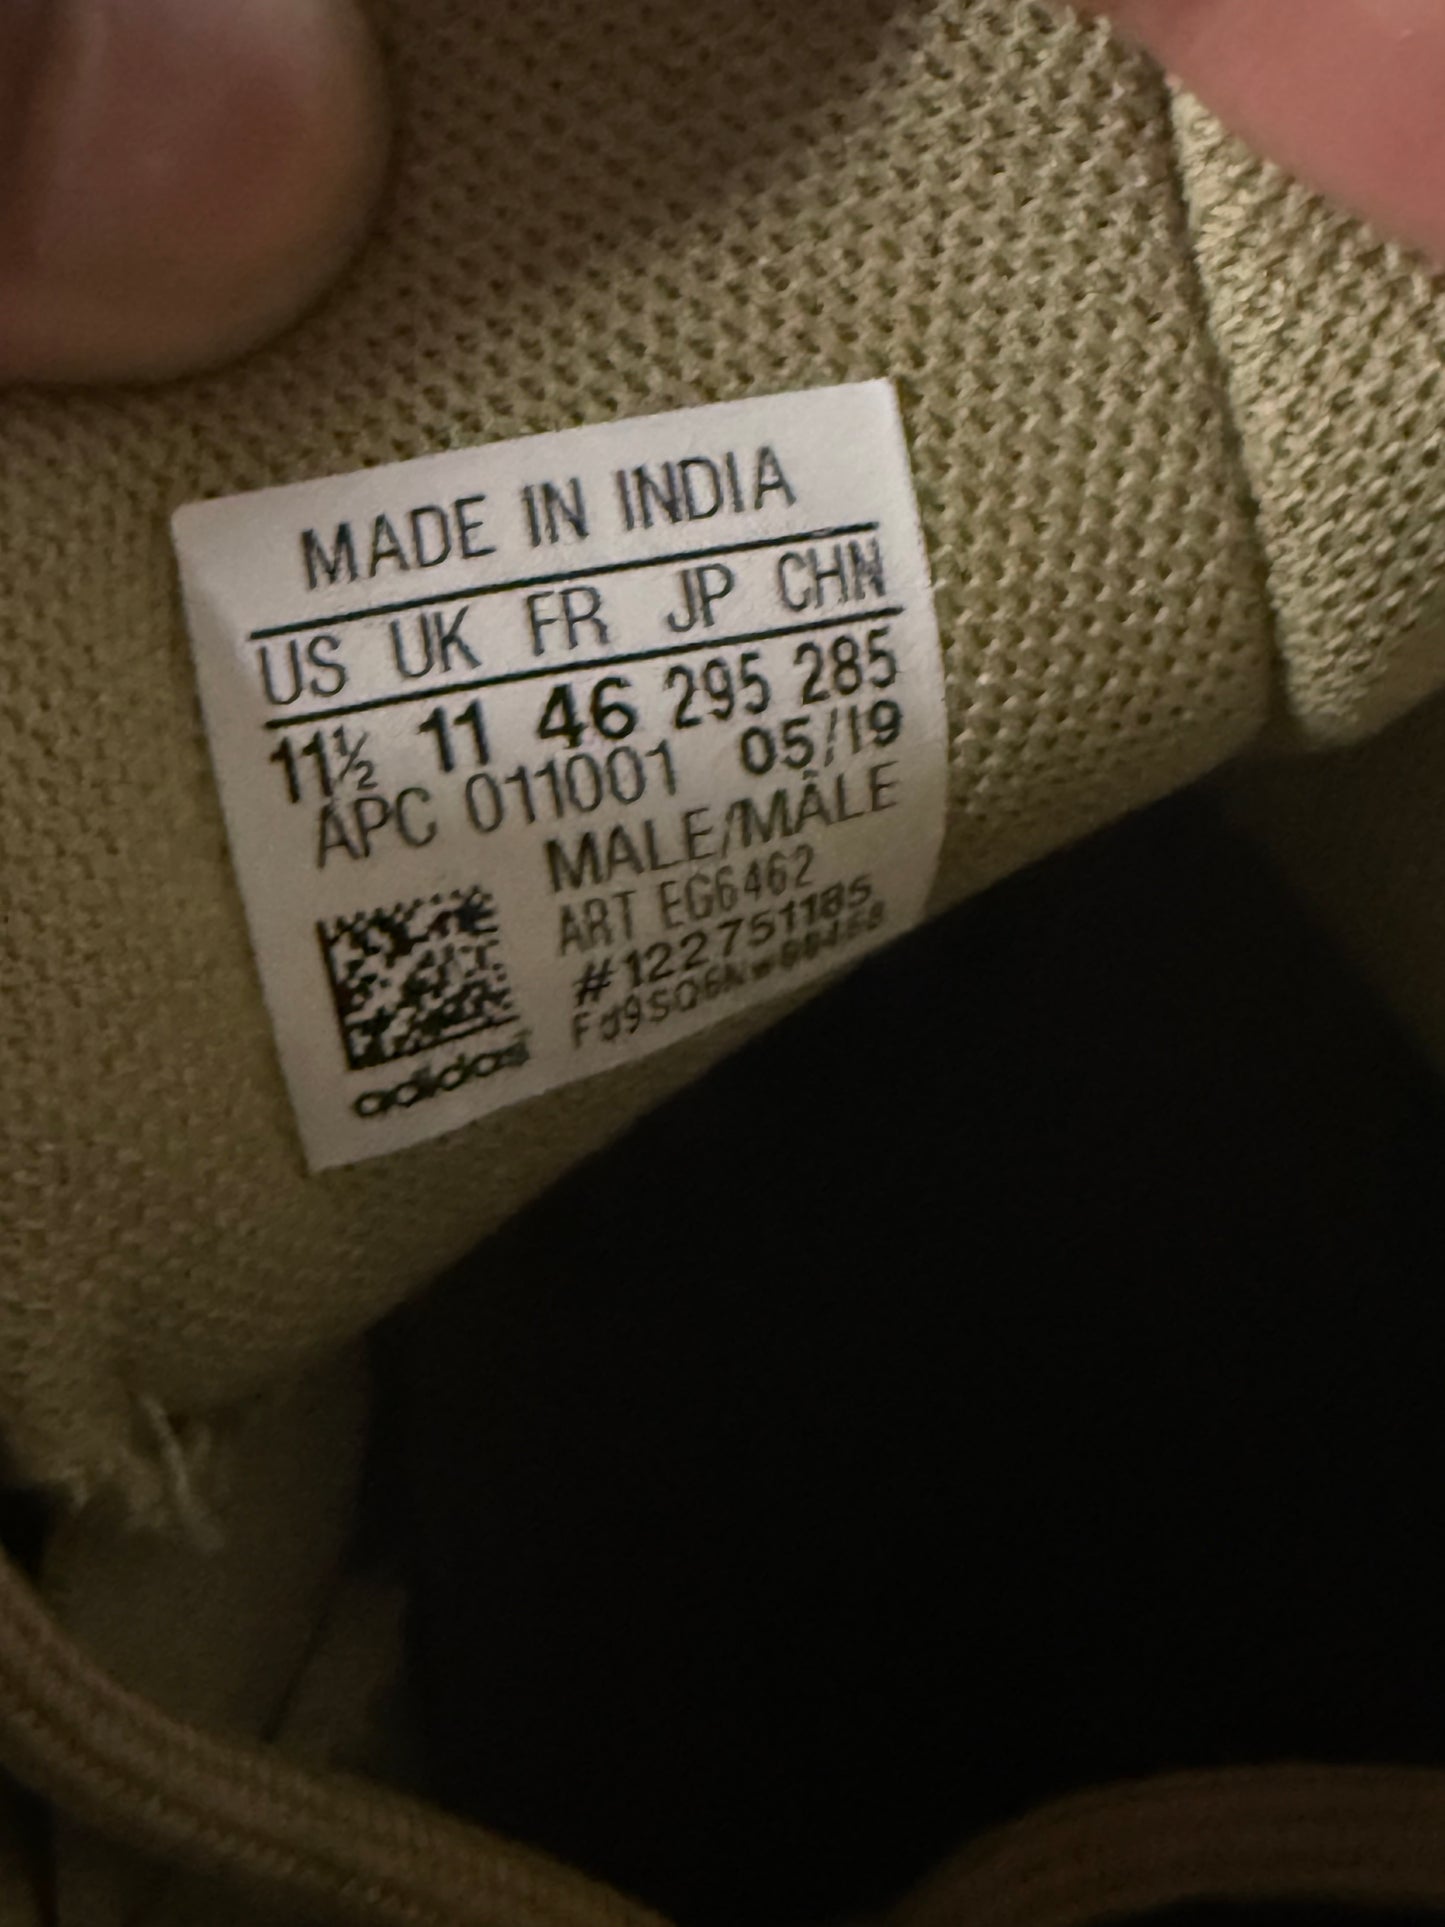 MADE IN INDIA
US UK FR JP CHN
11½ 11 46 295 285
APC 011001 05/19
MALE/MÂLE
ART EG6462
#122751185
adidas